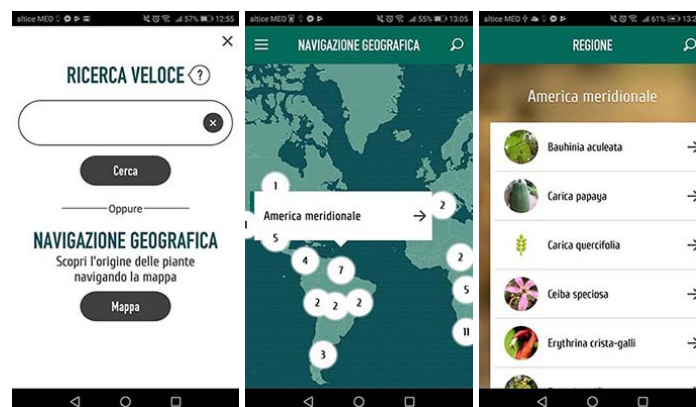 altice MEO 57% 12:55
RICERCA VELOCE ?
Cerca
Oppure
NAVIGAZIONE GEOGRAFICA
Scopri l'origine delle piante
navigando la mappa
Mappa
altice MEO 55% 13:05
NAVIGAZIONE GEOGRAFICA
1
2
America meridionale
1
5
4
7
2
2
2
2
5
3
11
altice MEO 61% 13:2
REGIONE
America meridionale
Bauhinia aculeata
Carica papaya
Carica quercifolia
Ceiba speciosa
Erythrina crista-galli